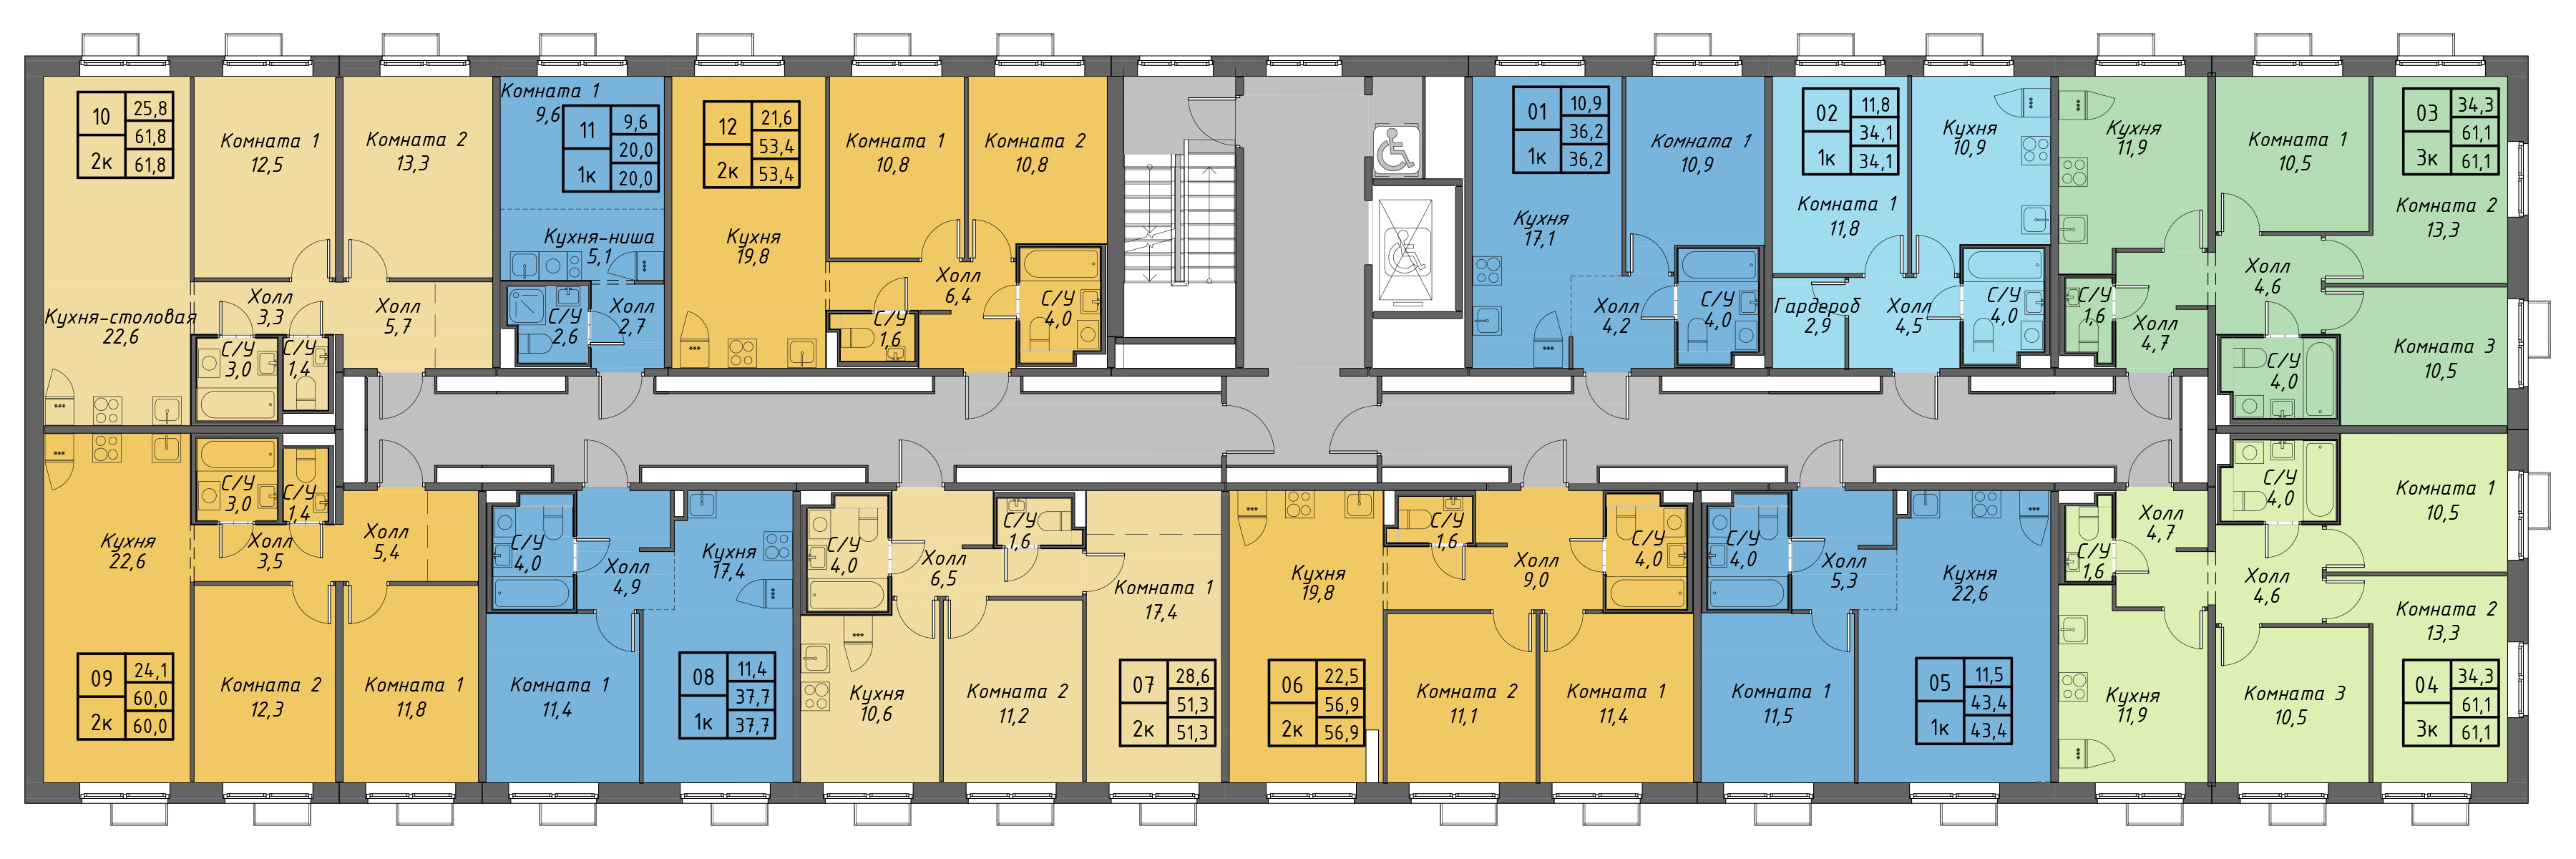 10
25,8
61,8
2к
61,8
Кухня-столовая
22,6
Комната 1
12,5
Комната 2
13,3
Холл
3,3
Холл
5,7
С/У
3,0
С/У
1,4
Комната 1
9,6
11
9,6
20,0
1к
20,0
Кухня-ниша
5,1
С/У
2,6
Холл
2,7
12
21,6
53,4
2к
53,4
Кухня
19,8
Комната 1
10,8
Комната 2
10,8
Холл
6,4
С/У
1,6
С/У
4,0
01
10,9
36,2
1к
36,2
Кухня
17,1
Комната 1
10,9
Холл
4,2
С/У
4,0
02
11,8
34,1
1к
34,1
Комната 1
11,8
Кухня
10,9
Гардероб
2,9
Холл
4,5
С/У
4,0
Кухня
11,9
Комната 1
10,5
03
34,3
61,1
3к
61,1
Комната 2
13,3
Холл
4,6
С/У
1,6
Холл
4,7
С/У
4,0
Комната 3
10,5
Кухня
22,6
С/У
3,0
С/У
1,4
Холл
3,5
Холл
5,4
09
24,1
60,0
2к
60,0
Комната 2
12,3
Комната 1
11,8
С/У
4,0
Холл
4,9
Кухня
17,4
Комната 1
11,4
08
11,4
37,7
1к
37,7
С/У
4,0
Холл
6,5
С/У
1,6
Комната 1
17,4
Кухня
10,6
Комната 2
11,2
07
28,6
51,3
2к
51,3
Кухня
19,8
С/У
1,6
Холл
9,0
С/У
4,0
06
22,5
56,9
2к
56,9
Комната 2
11,1
Комната 1
11,4
С/У
4,0
Холл
5,3
Кухня
22,6
Комната 1
11,5
05
11,5
43,4
1к
43,4
С/У
1,6
Холл
4,7
С/У
4,0
Комната 1
10,5
Холл
4,6
Комната 2
13,3
Кухня
11,9
Комната 3
10,5
04
34,3
61,1
3к
61,1